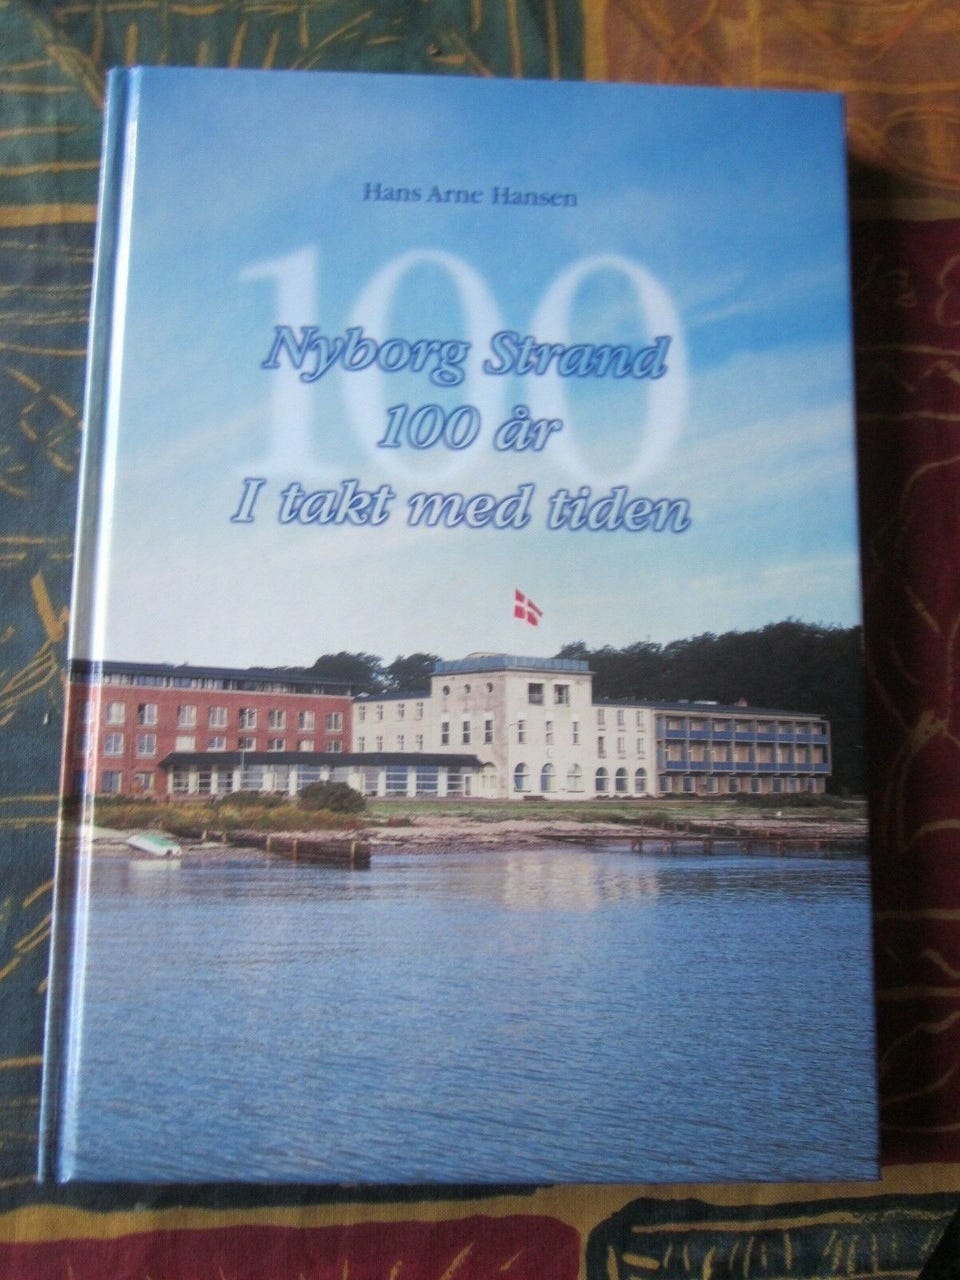 Hans Arne Hansen
100
Nyborg Strand
100 år
I takt med tiden